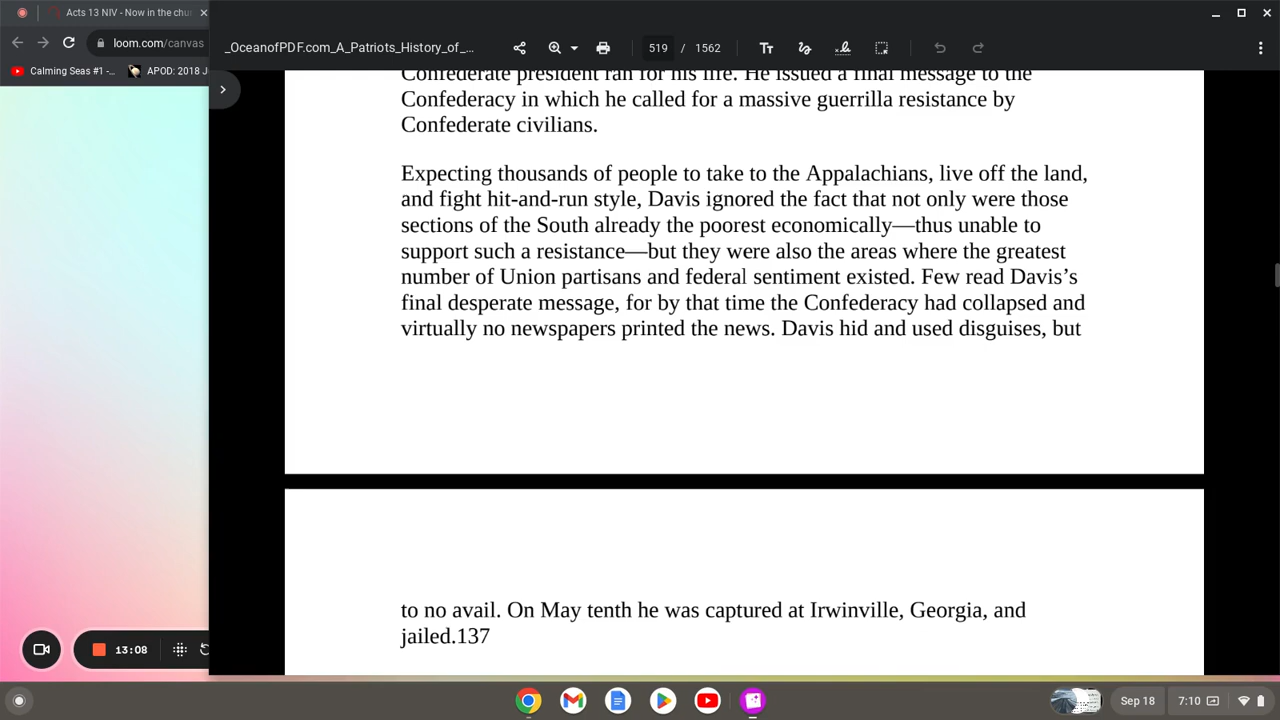 Acts 13 NIV - Now in the chu
_OceanofPDF.com_A_Patriots_History_of_...
519 / 1562
loom.com/canvas
Calming Seas #1 -
APOD: 2018 J
Confederate president ran for his life. He issued a final message to the
Confederacy in which he called for a massive guerrilla resistance by
Confederate civilians.
Expecting thousands of people to take to the Appalachians, live off the land,
and fight hit-and-run style, Davis ignored the fact that not only were those
sections of the South already the poorest economically—thus unable to
support such a resistance—but they were also the areas where the greatest
number of Union partisans and federal sentiment existed. Few read Davis’s
final desperate message, for by that time the Confederacy had collapsed and
virtually no newspapers printed the news. Davis hid and used disguises, but
to no avail. On May tenth he was captured at Irwinville, Georgia, and
jailed.137
13:08
Sep 18
7:10